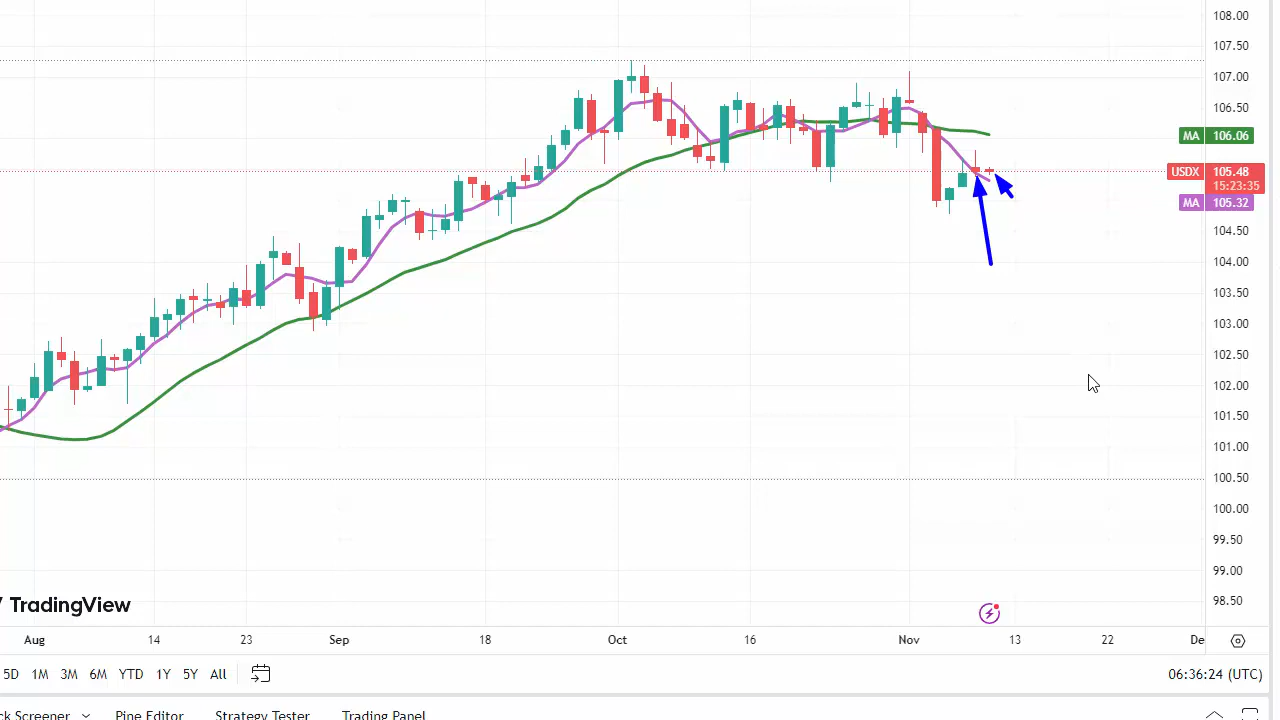 108.00
107.50
107.00
106.50
MA 106.06
USDX 105.48
15:23:35
MA 105.32
104.50
104.00
103.50
103.00
102.50
102.00
101.50
101.00
100.50
100.00
99.50
99.00
98.50
TradingView
Aug 14 23 Sep 18 Oct 16 Nov 13 22 De
5D 1M 3M 6M YTD 1Y 5Y All 06:36:24 (UTC)
ck Screener Pine Editor Strategy Tester Trading Panel